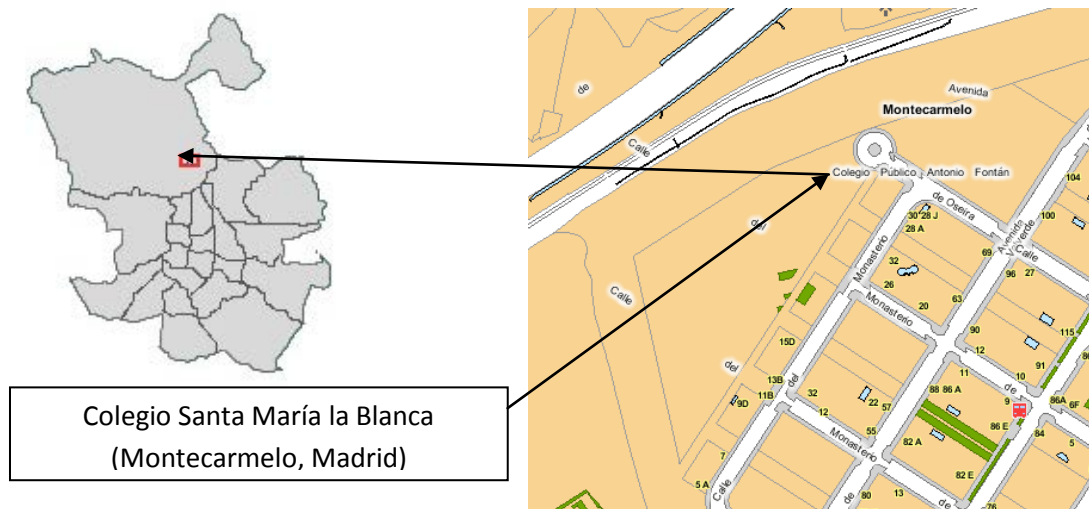 de
Avenida
Montecarmelo
Calle
Colegio Público Antonio Fontán
104
de Oseira
30 28 J
28 A
100
Avenida
Valverde
Calle
del
Monasterio
69
32
96
27
26
Calle
Monasterio
20
63
90
115
15D
12
91
del
11
10
13B
de
11B
del
32
88 86 A
9
86A
6F
9D
12
22
57
86 E
55
84
82 A
5
Monasterio
7
82 E
5 A
Calle
80
13
de
76
de
Colegio Santa María la Blanca
(Montecarmelo, Madrid)